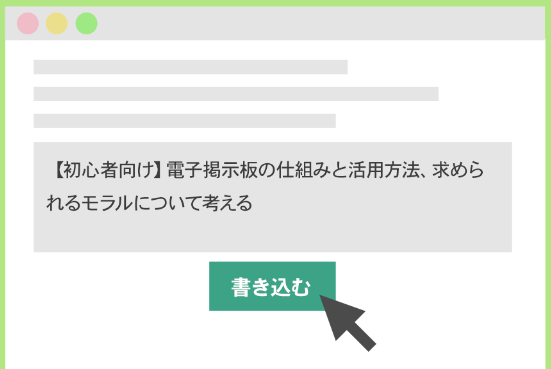 【初心者向け】電子掲示板の仕組みと活用方法、求めら
れるモラルについて考える
書き込む